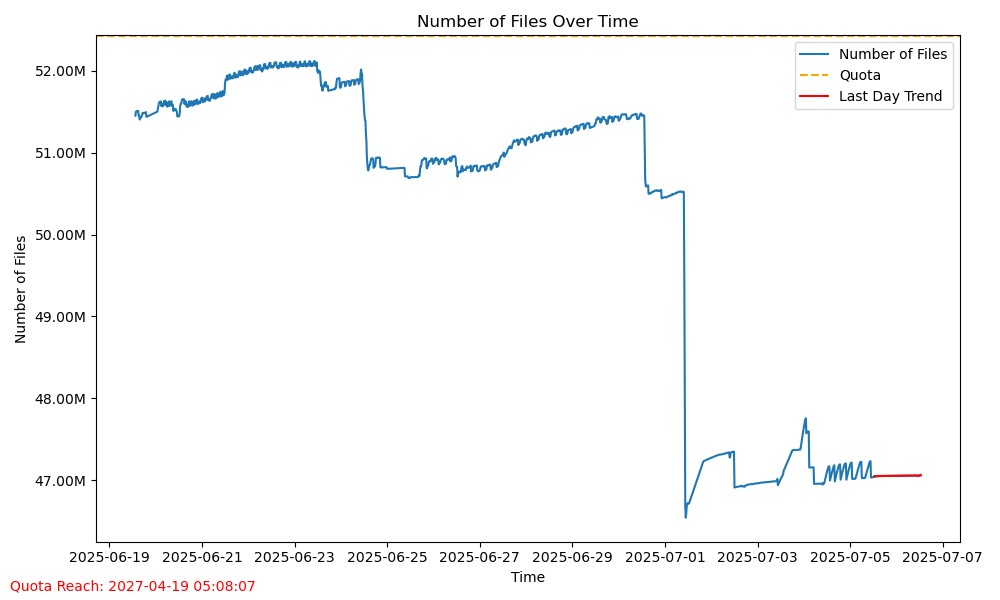 Number of Files Over Time
Number of Files
Quota
Last Day Trend
52.00M
51.00M
50.00M
49.00M
48.00M
47.00M
Number of Files
2025-06-19 2025-06-21 2025-06-23 2025-06-25 2025-06-27 2025-06-29 2025-07-01 2025-07-03 2025-07-05 2025-07-07
Time
Quota Reach: 2027-04-19 05:08:07